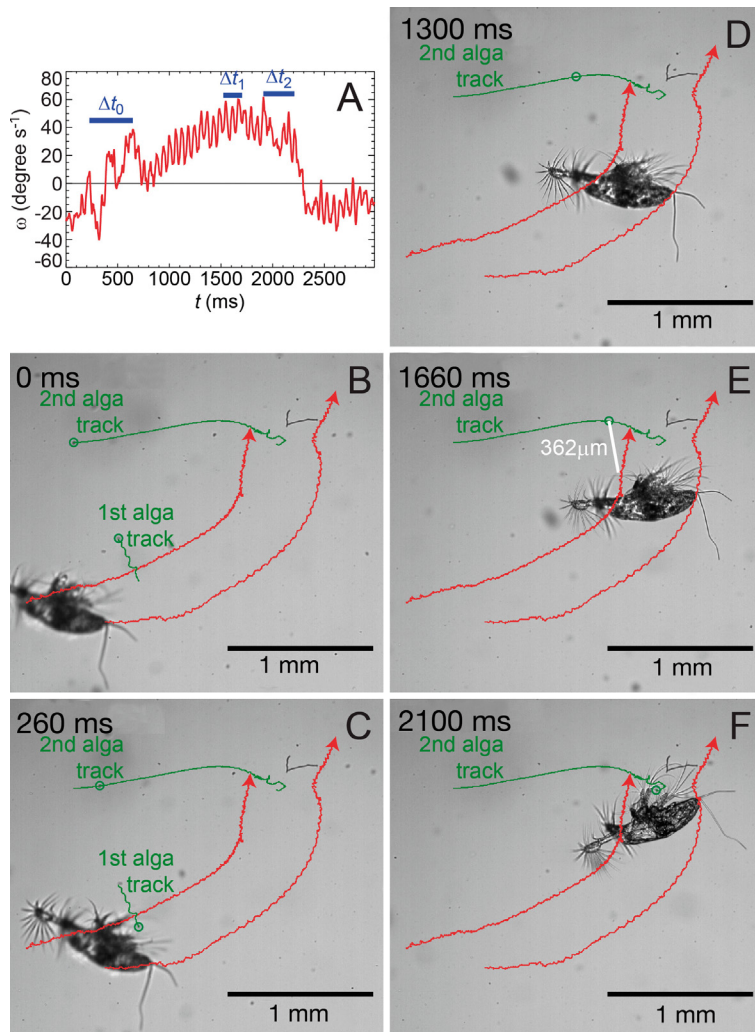 A
Δt0
Δt1
Δt2
80
60
40
20
0
-20
-40
-60
ω (degree s-1)
0
500
1000
1500
2000
2500
t (ms)
1300 ms
D
2nd alga
track
1 mm
0 ms
B
2nd alga
track
1st alga
track
1 mm
1660 ms
E
2nd alga
track
362μm
1 mm
260 ms
C
2nd alga
track
1st alga
track
1 mm
2100 ms
F
2nd alga
track
1 mm